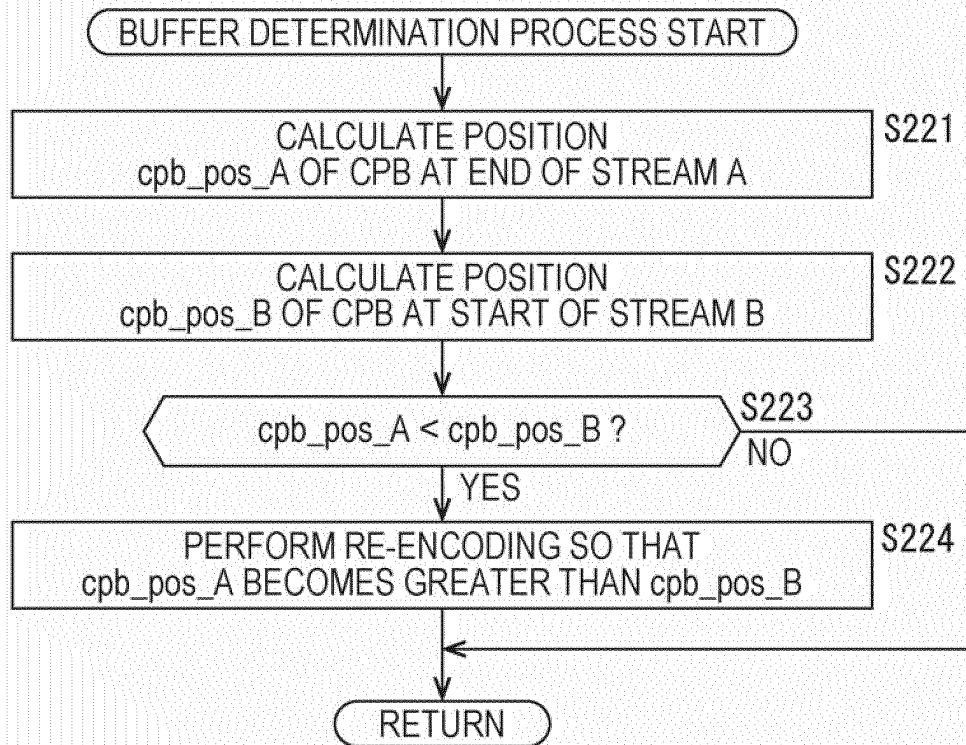 BUFFER DETERMINATION PROCESS START
CALCULATE POSITION
cpb_pos_A OF CPB AT END OF STREAM A
S221
CALCULATE POSITION
cpb_pos_B OF CPB AT START OF STREAM B
S222
cpb_pos_A < cpb_pos_B ?
S223
NO
YES
PERFORM RE-ENCODING SO THAT
cpb_pos_A BECOMES GREATER THAN cpb_pos_B
S224
RETURN